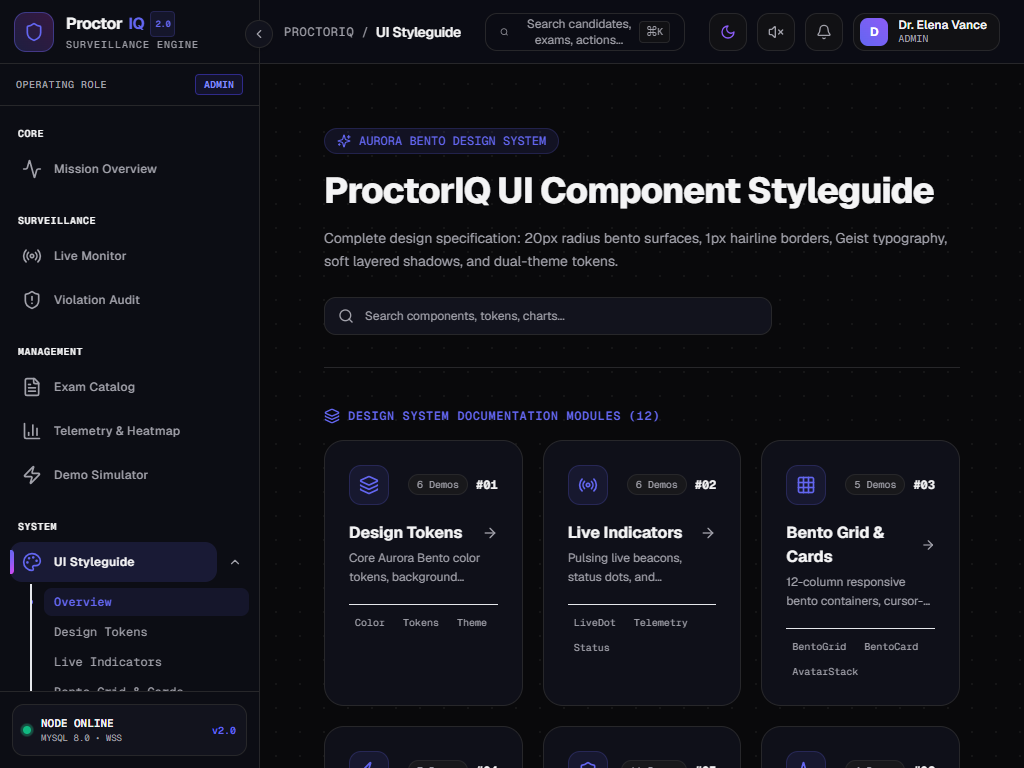 Proctor IQ 2.0
SURVEILLANCE ENGINE
PROCTORIQ / UI Styleguide
Search candidates,
exams, actions...
⌘K
D
Dr. Elena Vance
ADMIN
OPERATING ROLE
ADMIN
CORE
Mission Overview
SURVEILLANCE
Live Monitor
Violation Audit
MANAGEMENT
Exam Catalog
Telemetry & Heatmap
Demo Simulator
SYSTEM
UI Styleguide
Overview
Design Tokens
Live Indicators
Bento Grid & Cards
NODE ONLINE
MYSQL 8.0 • WSS
v2.0
AURORA BENTO DESIGN SYSTEM
ProctorIQ UI Component Styleguide
Complete design specification: 20px radius bento surfaces, 1px hairline borders, Geist typography,
soft layered shadows, and dual-theme tokens.
Search components, tokens, charts...
DESIGN SYSTEM DOCUMENTATION MODULES (12)
6 Demos #01
Design Tokens
Core Aurora Bento color
tokens, background...
Color Tokens Theme
6 Demos #02
Live Indicators
Pulsing live beacons,
status dots, and...
LiveDot Telemetry
Status
5 Demos #03
Bento Grid &
Cards
12-column responsive
bento containers, cursor-...
BentoGrid BentoCard
AvatarStack